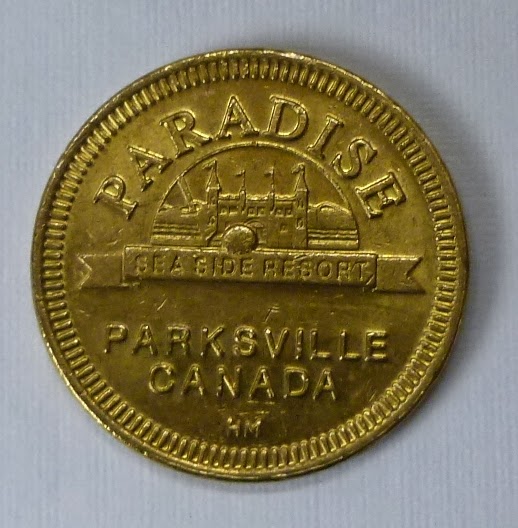 PARADISE
SEA SIDE RESORT
PARKSVILLE
CANADA
HM